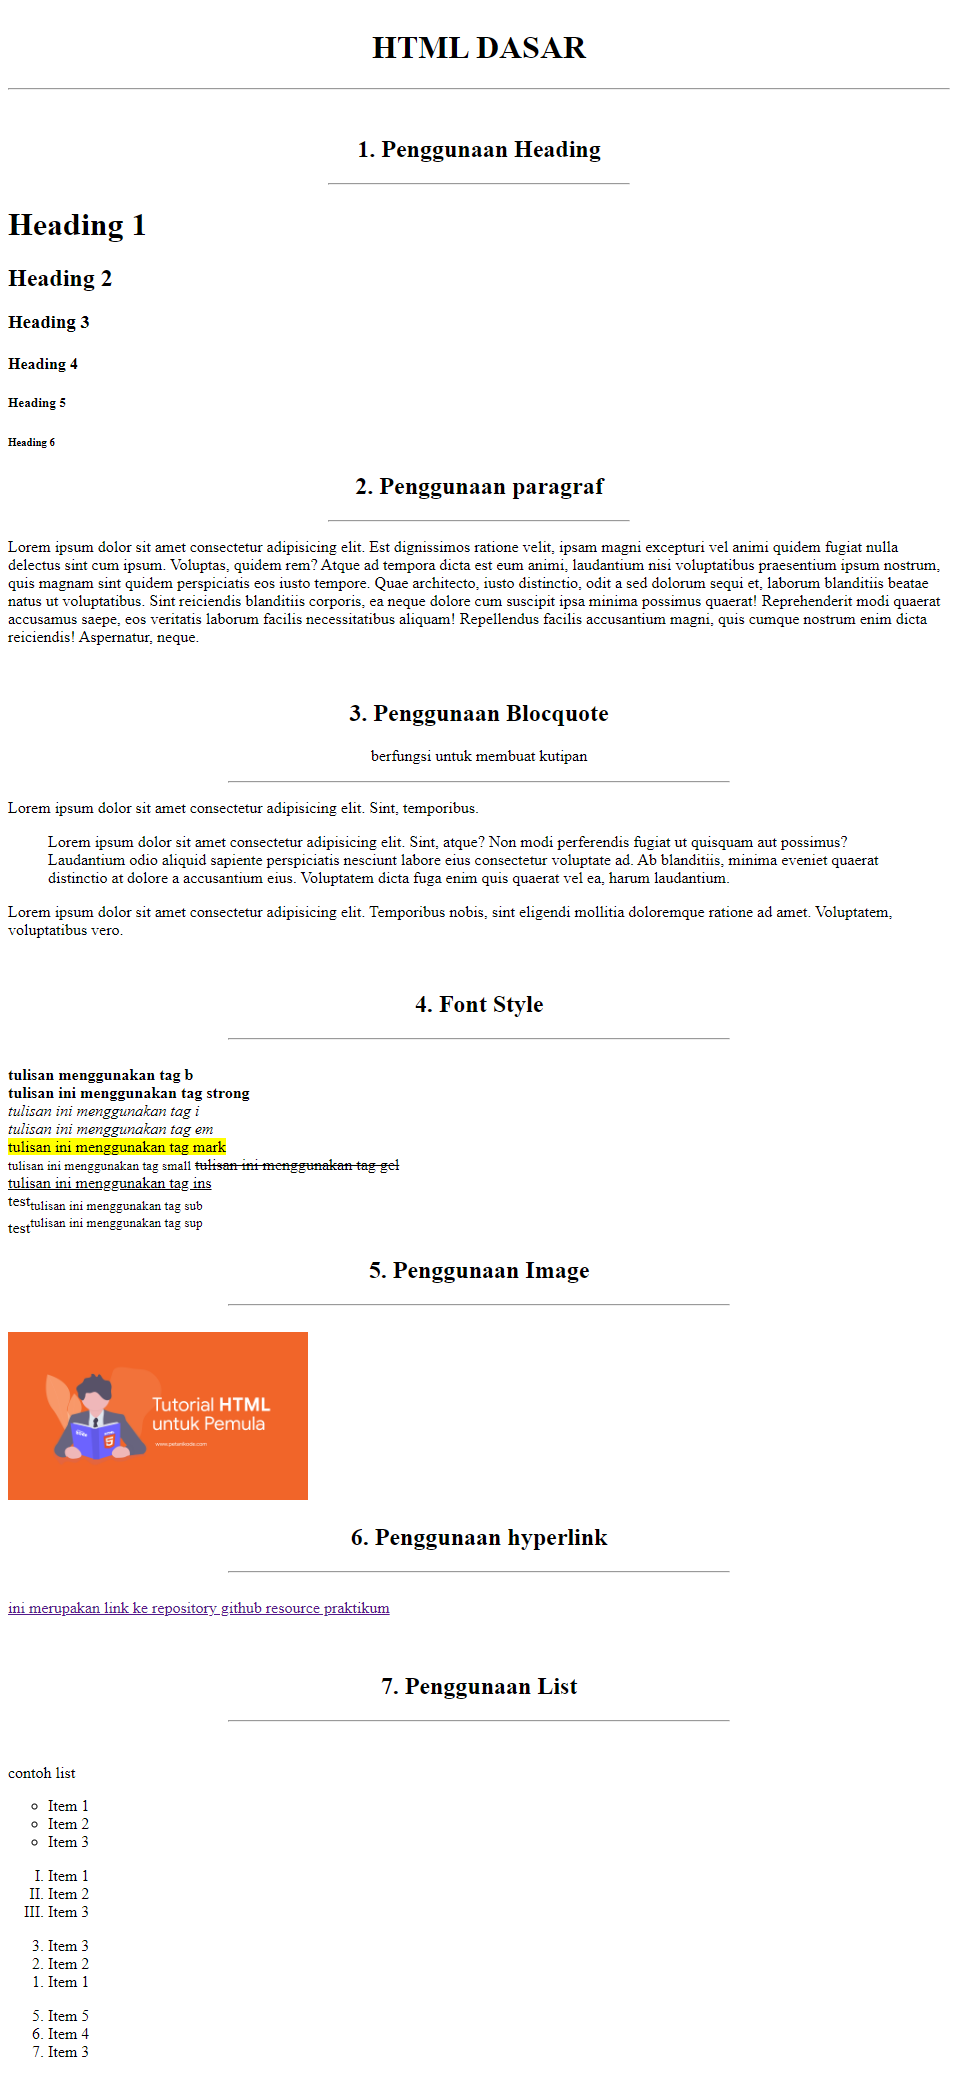 HTML DASAR
1. Penggunaan Heading
Heading 1
Heading 2
Heading 3
Heading 4
Heading 5
Heading 6
2. Penggunaan paragraf
Lorem ipsum dolor sit amet consectetur adipisicing elit. Est dignissimos ratione velit, ipsam magni excepturi vel animi quidem fugiat nulla
delectus sint cum ipsum. Voluptas, quidem rem? Atque ad tempora dicta est eum animi, laudantium nisi voluptatibus praesentium ipsum nostrum,
quis magnam sint quidem perspiciatis eos iusto tempore. Quae architecto, iusto distinctio, odit a sed dolorum sequi et, laborum blanditiis beatae
natus ut voluptatibus. Sint reiciendis blanditiis corporis, ea neque dolore cum suscipit ipsa minima possimus quaerat! Reprehenderit modi quaerat
accusamus saepe, eos veritatis laborum facilis necessitatibus aliquam! Repellendus facilis accusantium magni, quis cumque nostrum enim dicta
reiciendis! Aspernatur, neque.
3. Penggunaan Blocquote
berfungsi untuk membuat kutipan
Lorem ipsum dolor sit amet consectetur adipisicing elit. Sint, temporibus.
Lorem ipsum dolor sit amet consectetur adipisicing elit. Sint, atque? Non modi perferendis fugiat ut quisquam aut possimus?
Laudantium odio aliquid sapiente perspiciatis nesciunt labore eius consectetur voluptate ad. Ab blanditiis, minima eveniet quaerat
distinctio at dolore a accusantium eius. Voluptatem dicta fuga enim quis quaerat vel ea, harum laudantium.
Lorem ipsum dolor sit amet consectetur adipisicing elit. Temporibus nobis, sint eligendi mollitia doloremque ratione ad amet. Voluptatem,
voluptatibus vero.
4. Font Style
tulisan menggunakan tag b
tulisan ini menggunakan tag strong
tulisan ini menggunakan tag i
tulisan ini menggunakan tag em
tulisan ini menggunakan tag mark
tulisan ini menggunakan tag small tulisan ini menggunakan tag gel
tulisan ini menggunakan tag ins
testtulisan ini menggunakan tag sub
testtulisan ini menggunakan tag sup
5. Penggunaan Image
Tutorial HTML
untuk Pemula
www.petanikode.com
6. Penggunaan hyperlink
ini merupakan link ke repository github resource praktikum
7. Penggunaan List
contoh list
Item 1
Item 2
Item 3
I. Item 1
II. Item 2
III. Item 3
3. Item 3
2. Item 2
1. Item 1
5. Item 5
6. Item 4
7. Item 3